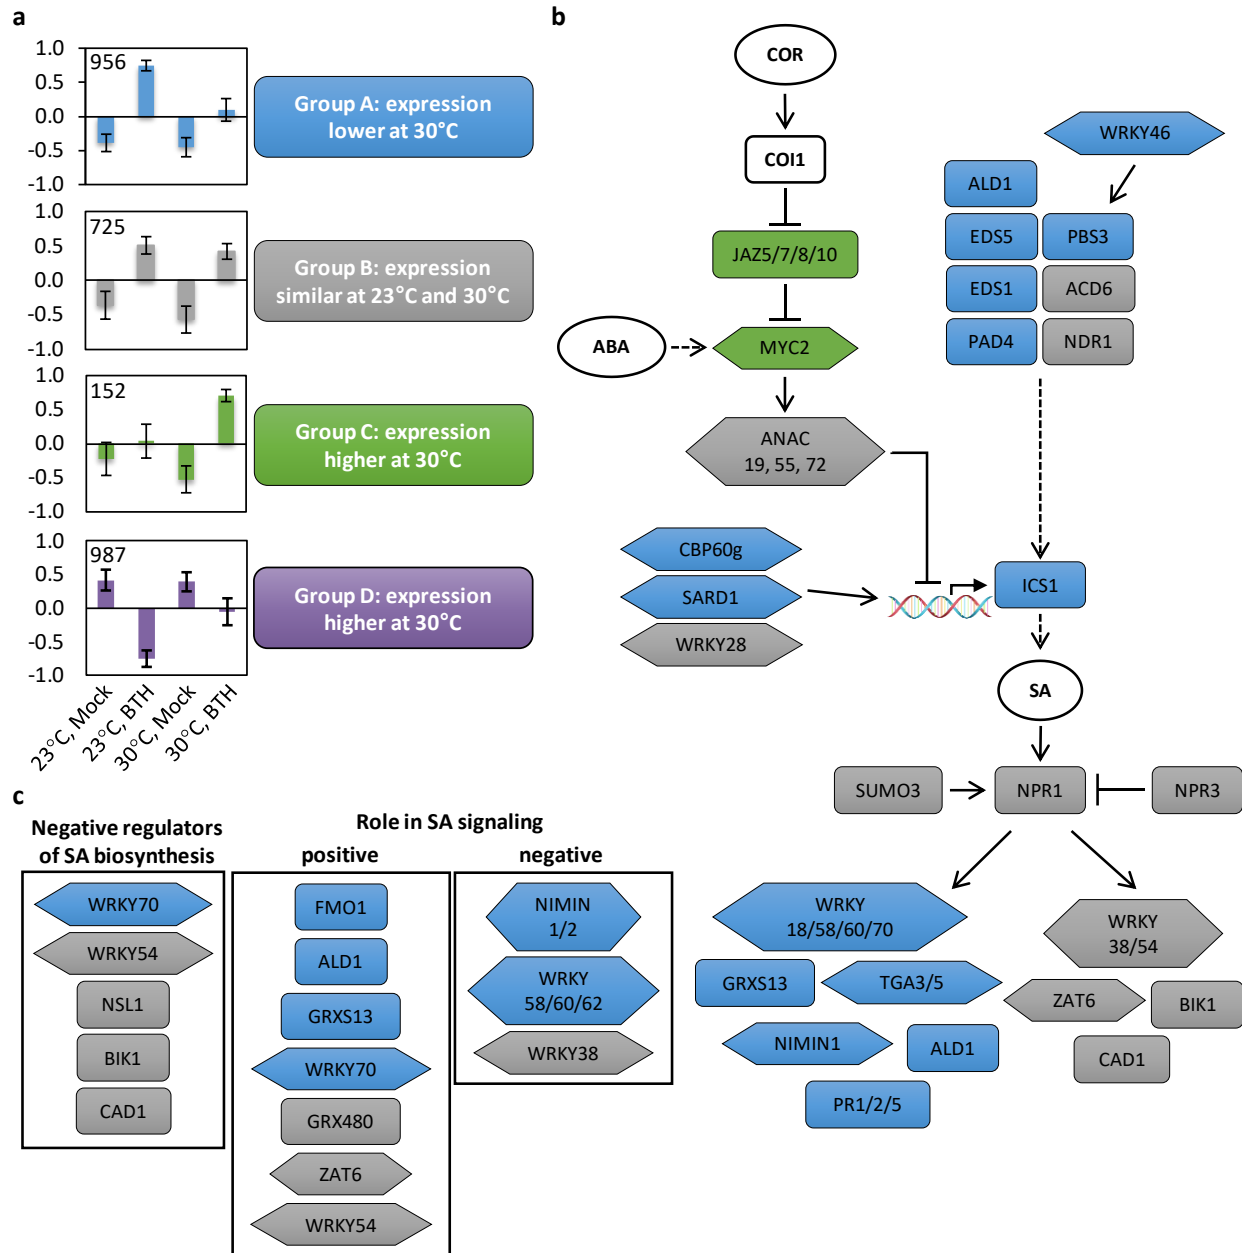 a
1.0
0.5
0.0
-0.5
-1.0
956
Group A: expression
lower at 30°C
1.0
0.5
0.0
-0.5
-1.0
725
Group B: expression
similar at 23°C and 30°C
1.0
0.5
0.0
-0.5
-1.0
152
Group C: expression
higher at 30°C
1.0
0.5
0.0
-0.5
-1.0
987
Group D: expression
higher at 30°C
23°C, Mock
23°C, BTH
30°C, Mock
30°C, BTH
b
COR
COI1
JAZ5/7/8/10
ABA
MYC2
ANAC
19, 55, 72
CBP60g
SARD1
WRKY28
WRKY46
ALD1
EDS5
PBS3
EDS1
ACD6
PAD4
NDR1
ICS1
SA
SUMO3
NPR1
NPR3
WRKY
18/58/60/70
WRKY
38/54
GRXS13
TGA3/5
ZAT6
BIK1
NIMIN1
ALD1
CAD1
PR1/2/5
c
Negative regulators
of SA biosynthesis
WRKY70
WRKY54
NSL1
BIK1
CAD1
Role in SA signaling
positive
FMO1
ALD1
GRXS13
WRKY70
GRX480
ZAT6
WRKY54
negative
NIMIN
1/2
WRKY
58/60/62
WRKY38